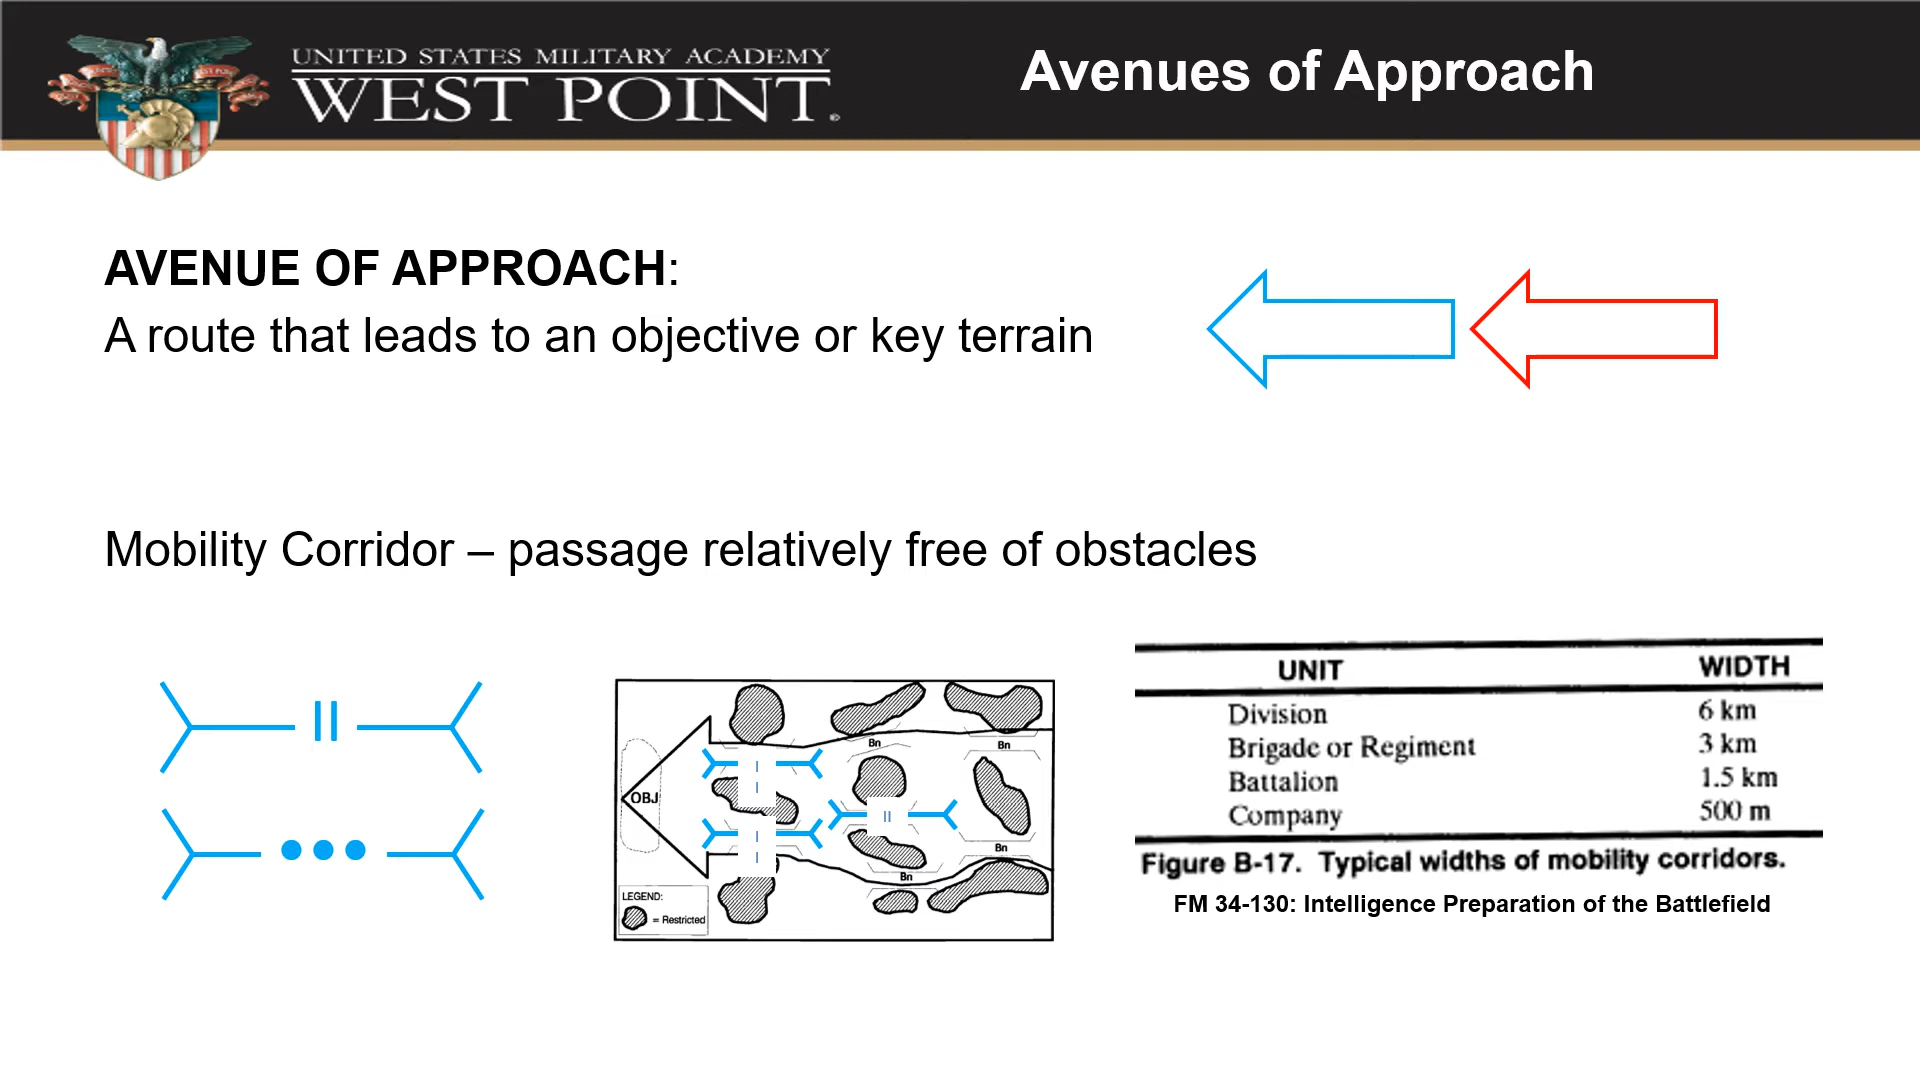 UNITED STATES MILITARY ACADEMY
WEST POINT.
Avenues of Approach
AVENUE OF APPROACH:
A route that leads to an objective or key terrain
Mobility Corridor – passage relatively free of obstacles
II
OBJ
I
I
I
II
Bn
Bn
Bn
Bn
LEGEND:
= Restricted
UNIT WIDTH
Division 6 km
Brigade or Regiment 3 km
Battalion 1.5 km
Company 500 m
Figure B-17. Typical widths of mobility corridors.
FM 34-130: Intelligence Preparation of the Battlefield